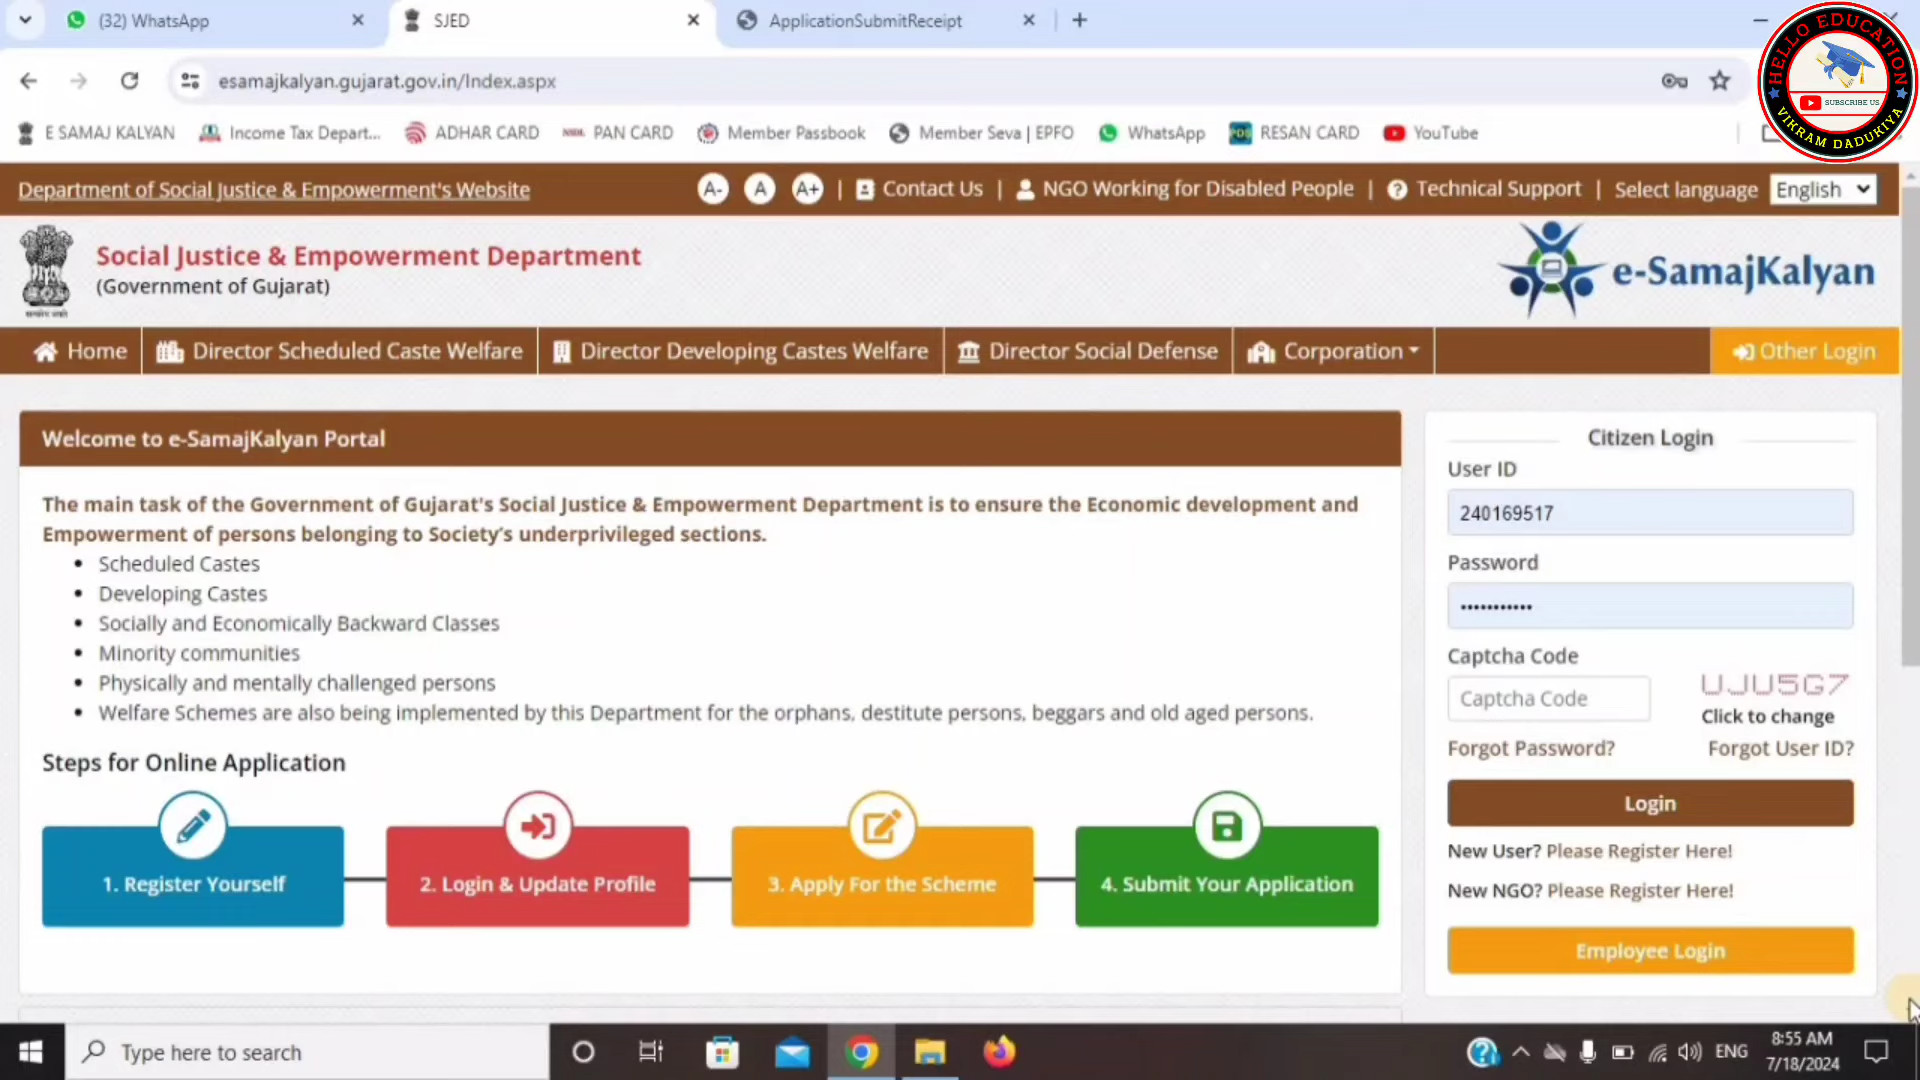 (32) WhatsApp
SJED
ApplicationSubmitReceipt
esamajkalyan.gujarat.gov.in/Index.aspx
E SAMAJ KALYAN
Income Tax Depart...
ADHAR CARD
PAN CARD
Member Passbook
Member Seva | EPFO
WhatsApp
RESAN CARD
YouTube
HELLO EDUCATION
SUBSCRIBE US
VIKRAM DADUKIYA
Department of Social Justice & Empowerment's Website
A- A A+ | Contact Us | NGO Working for Disabled People | Technical Support | Select language English
Social Justice & Empowerment Department
(Government of Gujarat)
e-SamajKalyan
Home
Director Scheduled Caste Welfare
Director Developing Castes Welfare
Director Social Defense
Corporation
Other Login
Welcome to e-SamajKalyan Portal
The main task of the Government of Gujarat's Social Justice & Empowerment Department is to ensure the Economic development and
Empowerment of persons belonging to Society's underprivileged sections.
• Scheduled Castes
• Developing Castes
• Socially and Economically Backward Classes
• Minority communities
• Physically and mentally challenged persons
• Welfare Schemes are also being implemented by this Department for the orphans, destitute persons, beggars and old aged persons.
Steps for Online Application
1. Register Yourself
2. Login & Update Profile
3. Apply For the Scheme
4. Submit Your Application
Citizen Login
User ID
240169517
Password
•••••••••••
Captcha Code
Captcha Code
UJU5G7
Click to change
Forgot Password?
Forgot User ID?
Login
New User? Please Register Here!
New NGO? Please Register Here!
Employee Login
Type here to search
ENG
8:55 AM
7/18/2024